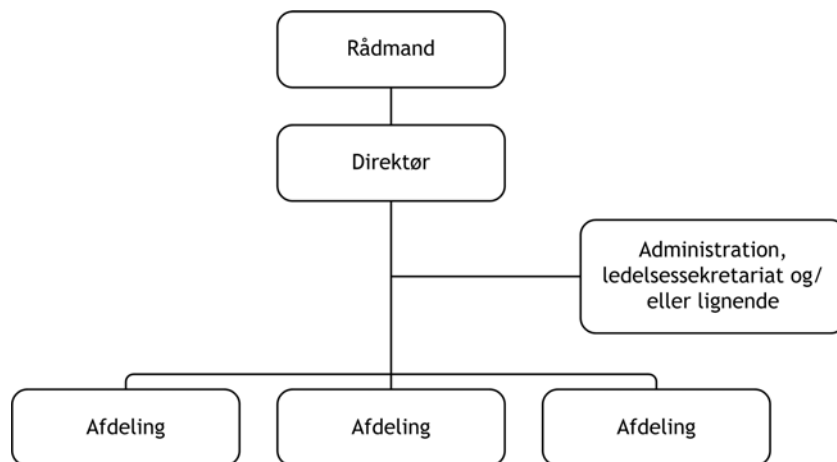 Rådmand
Direktør
Administration,
ledelsessekretariat og/
eller lignende
Afdeling
Afdeling
Afdeling